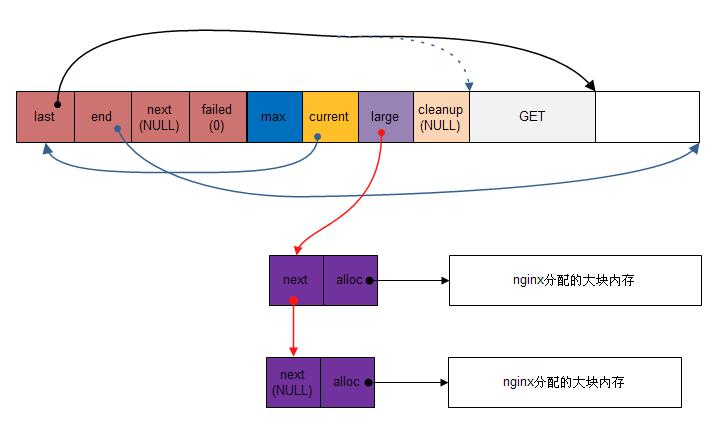 last
end
next
(NULL)
failed
(0)
max
current
large
cleanup
(NULL)
GET
next
alloc
nginx分配的大块内存
next
(NULL)
alloc
nginx分配的大块内存